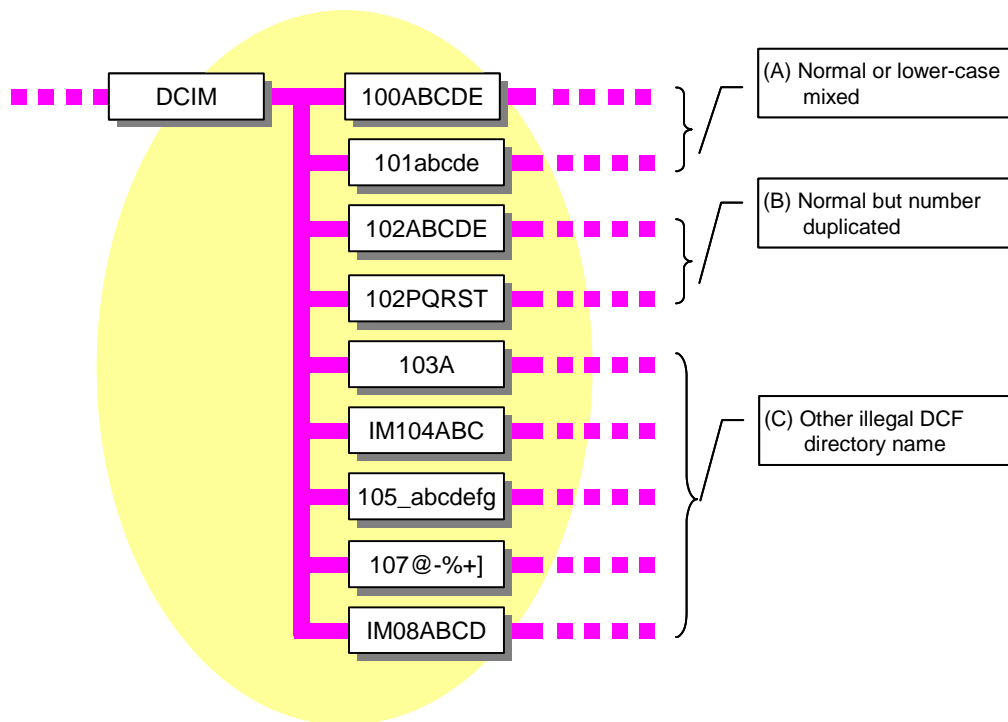 DCIM
100ABCDE
101abcde
102ABCDE
102PQRST
103A
IM104ABC
105_abcdefg
107@-%+]
IM08ABCD
(A) Normal or lower-case
mixed
(B) Normal but number
duplicated
(C) Other illegal DCF
directory name